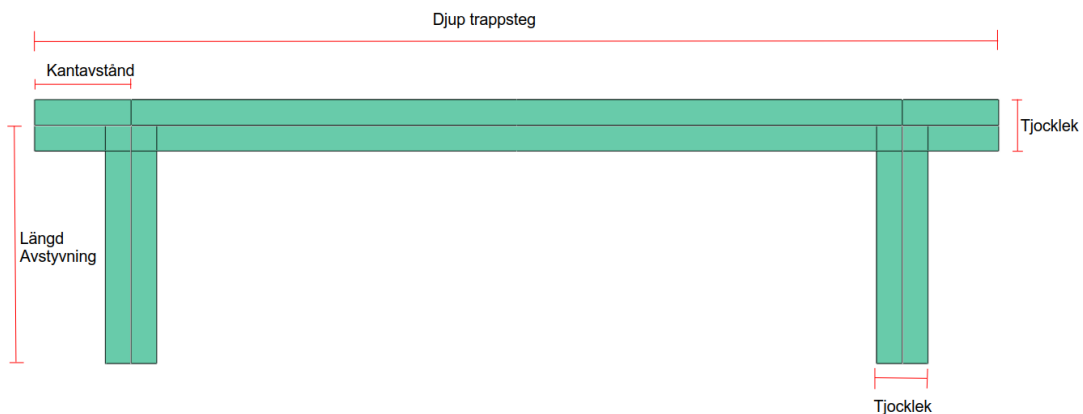 Djup trappsteg
Kantavstånd
Tjocklek
Längd
Avstyvning
Tjocklek